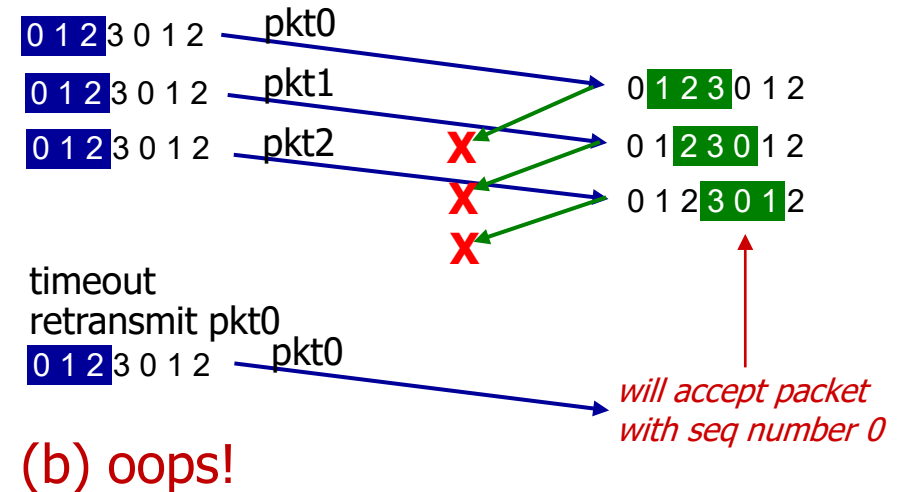 0 1 2 3 0 1 2 pkt0
0 1 2 3 0 1 2
0 1 2 3 0 1 2 pkt1
X 0 1 2 3 0 1 2
0 1 2 3 0 1 2 pkt2
X 0 1 2 3 0 1 2
X
timeout
retransmit pkt0
0 1 2 3 0 1 2 pkt0
will accept packet
with seq number 0
(b) oops!